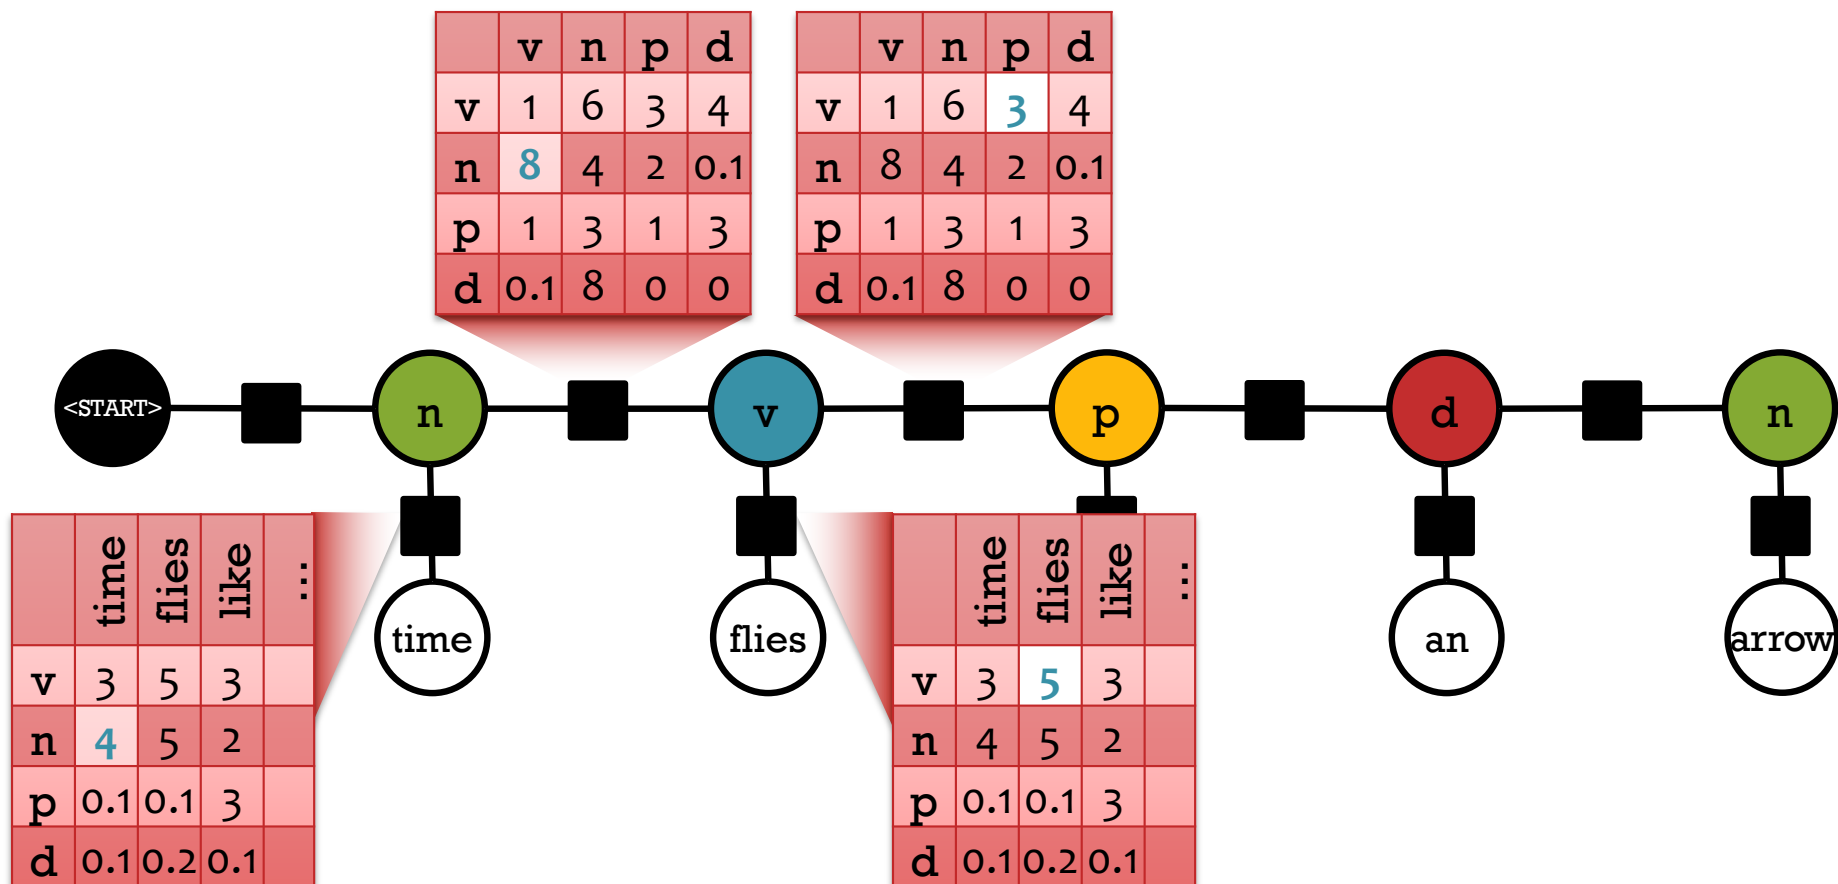 v n p d
v 1 6 3 4
n 8 4 2 0.1
p 1 3 1 3
d 0.1 8 0 0
v n p d
v 1 6 3 4
n 8 4 2 0.1
p 1 3 1 3
d 0.1 8 0 0
<START> n v p d n
time flies like ...
v 3 5 3
n 4 5 2
p 0.1 0.1 3
d 0.1 0.2 0.1
time
flies
time flies like ...
v 3 5 3
n 4 5 2
p 0.1 0.1 3
d 0.1 0.2 0.1
an
arrow